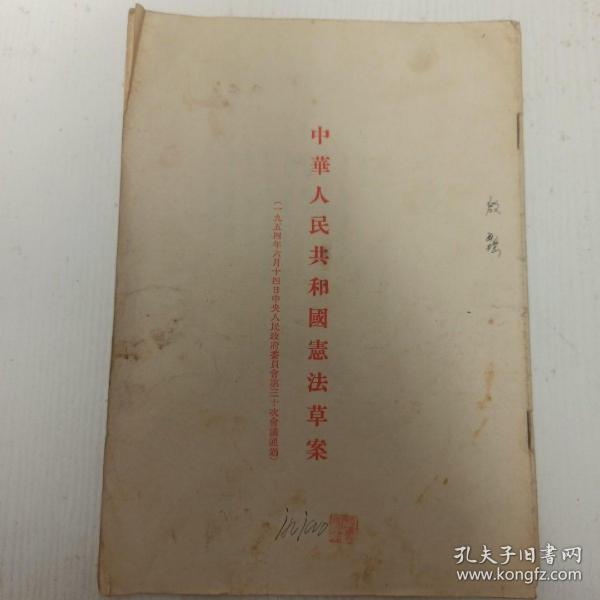 中華人民共和國憲法草案
（一九五四年六月十四日中央人民政府委員會第三十次會議通過）
孔夫子旧书网
www.kongfz.com